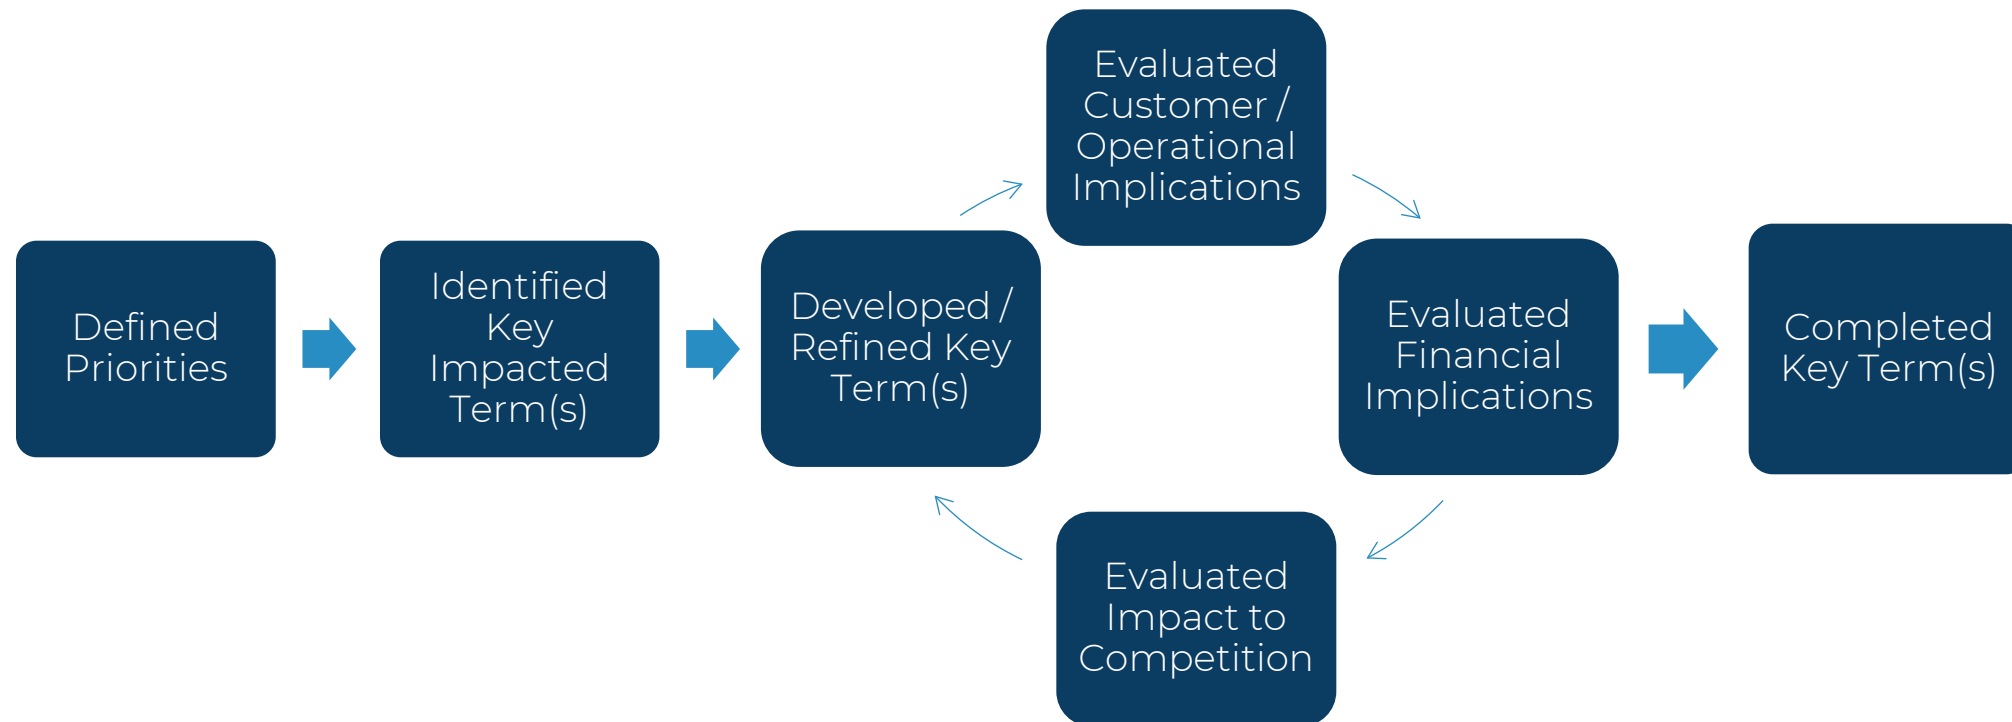 Defined
Priorities
Identified
Key
Impacted
Term(s)
Developed /
Refined Key
Term(s)
Evaluated
Customer /
Operational
Implications
Evaluated
Financial
Implications
Evaluated
Impact to
Competition
Completed
Key Term(s)